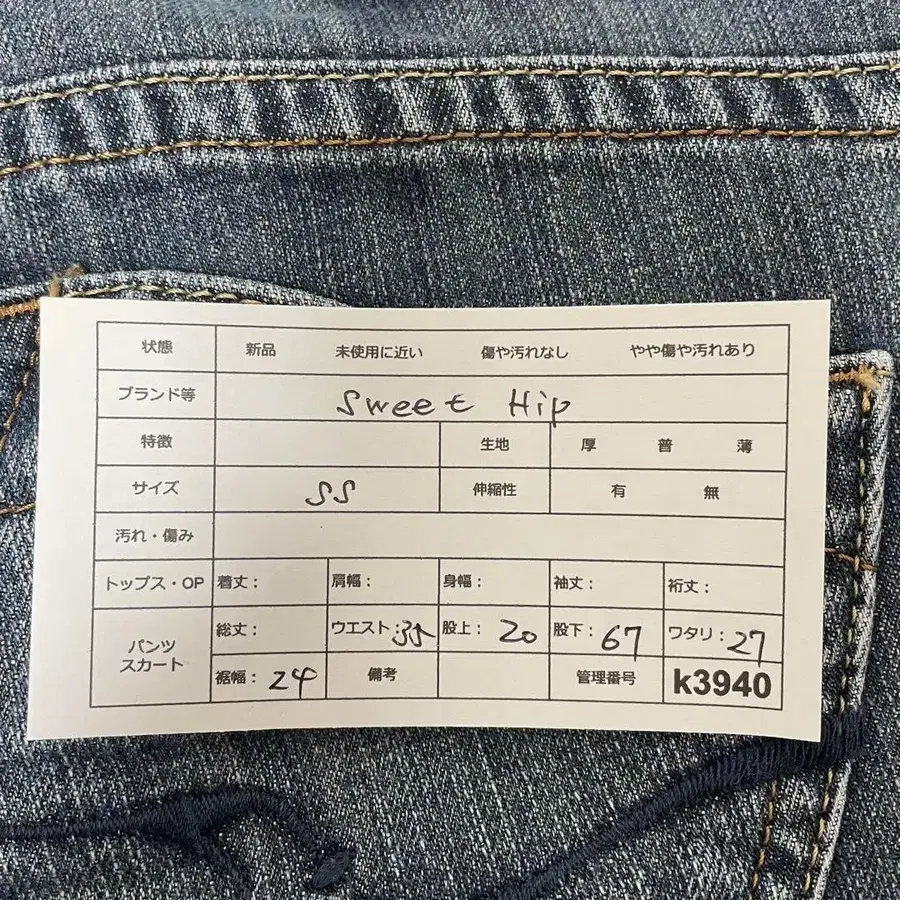 状態 新品 未使用に近い 傷や汚れなし やや傷や汚れあり
ブランド等 Sweet Hip
特徴 生地 厚 普 薄
サイズ SS 伸縮性 有 無
汚れ・傷み
トップス・OP 着丈: 肩幅: 身幅: 袖丈: 裄丈:
パンツ
スカート
総丈: ウエスト:35 股上: 20 股下: 67 ワタリ: 27
裾幅: 24 備考 管理番号 k3940